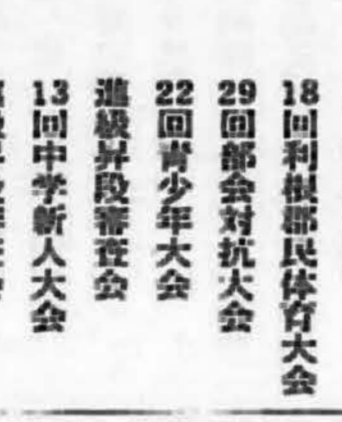 18回利根郡民体育大会
29回部会対抗大会
22回青少年大会
進級昇段審査会
13回中学新人大会